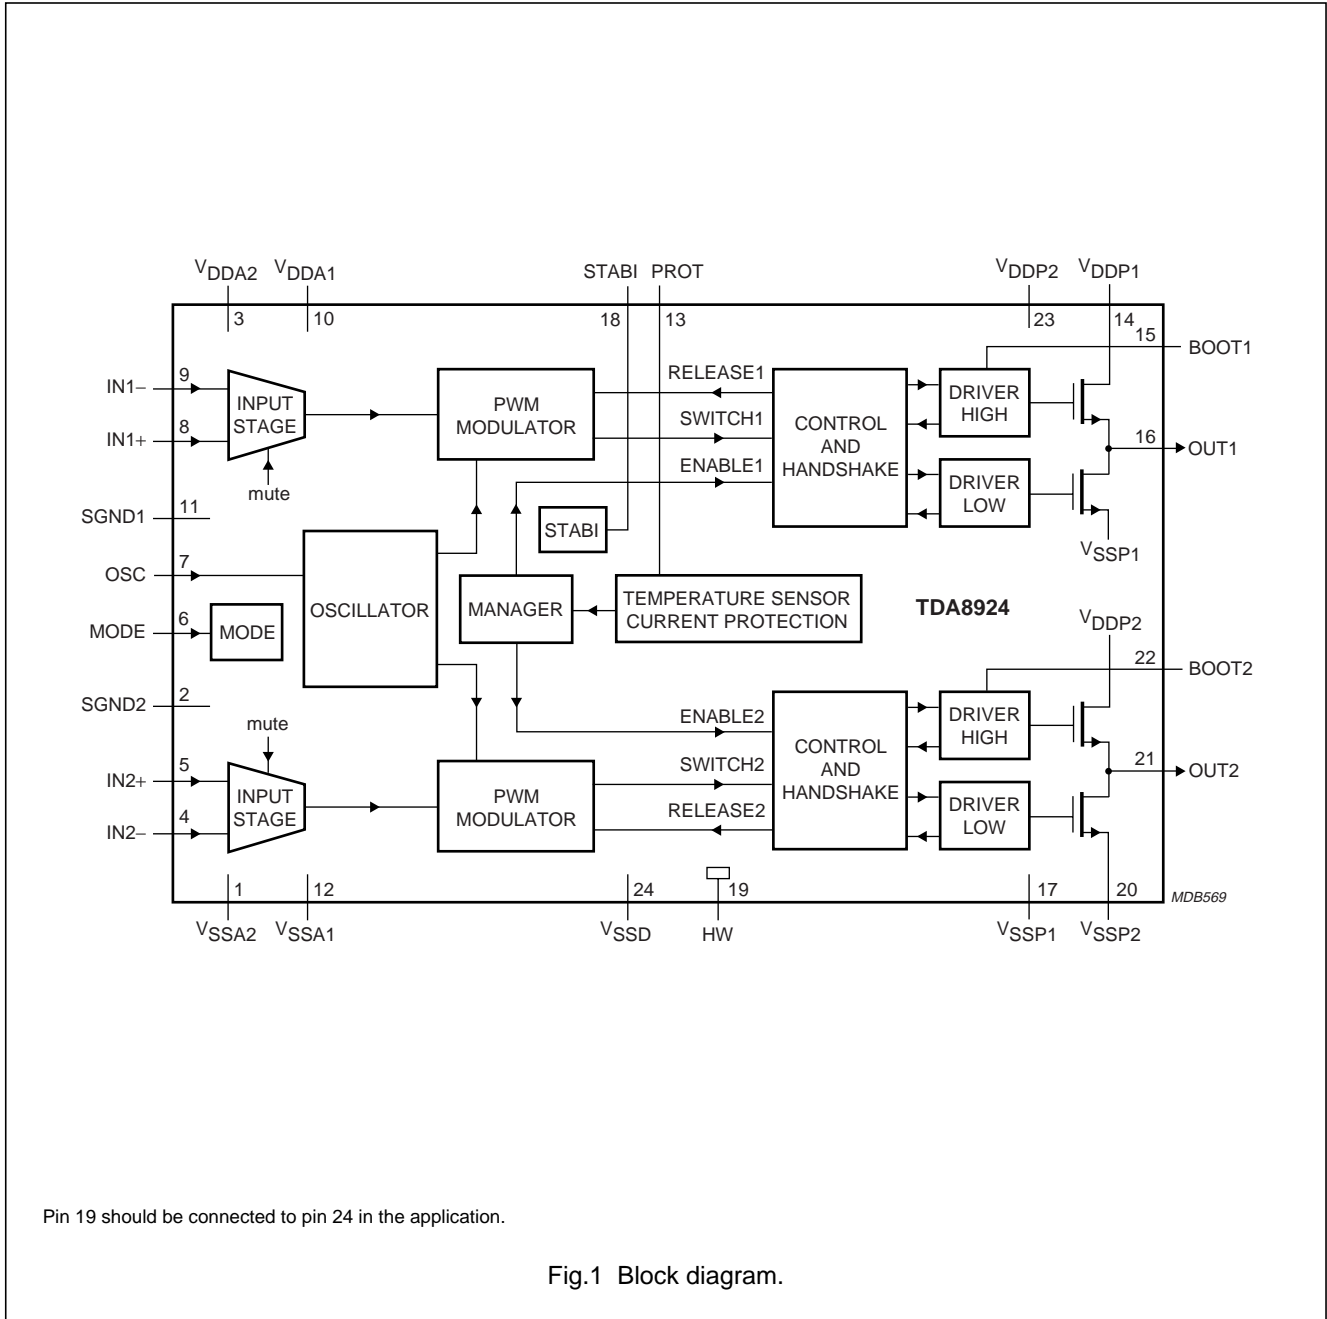 VDDA2 VDDA1 STABI PROT VDDP2 VDDP1
3 10 18 13 23 14
15 BOOT1
IN1− 9
INPUT STAGE
IN1+ 8
mute
PWM MODULATOR
RELEASE1
SWITCH1
ENABLE1
CONTROL AND HANDSHAKE
DRIVER HIGH
DRIVER LOW
16 OUT1
VSSP1
SGND1 11
STABI
OSC 7
OSCILLATOR
MODE 6
MODE
MANAGER
TEMPERATURE SENSOR
CURRENT PROTECTION
TDA8924
VDDP2
22 BOOT2
SGND2 2
mute
IN2+ 5
INPUT STAGE
IN2− 4
PWM MODULATOR
ENABLE2
SWITCH2
RELEASE2
CONTROL AND HANDSHAKE
DRIVER HIGH
DRIVER LOW
21 OUT2
1 12 24 19 17 20
MDB569
VSSA2 VSSA1 VSSD HW VSSP1 VSSP2
Pin 19 should be connected to pin 24 in the application.
Fig.1 Block diagram.